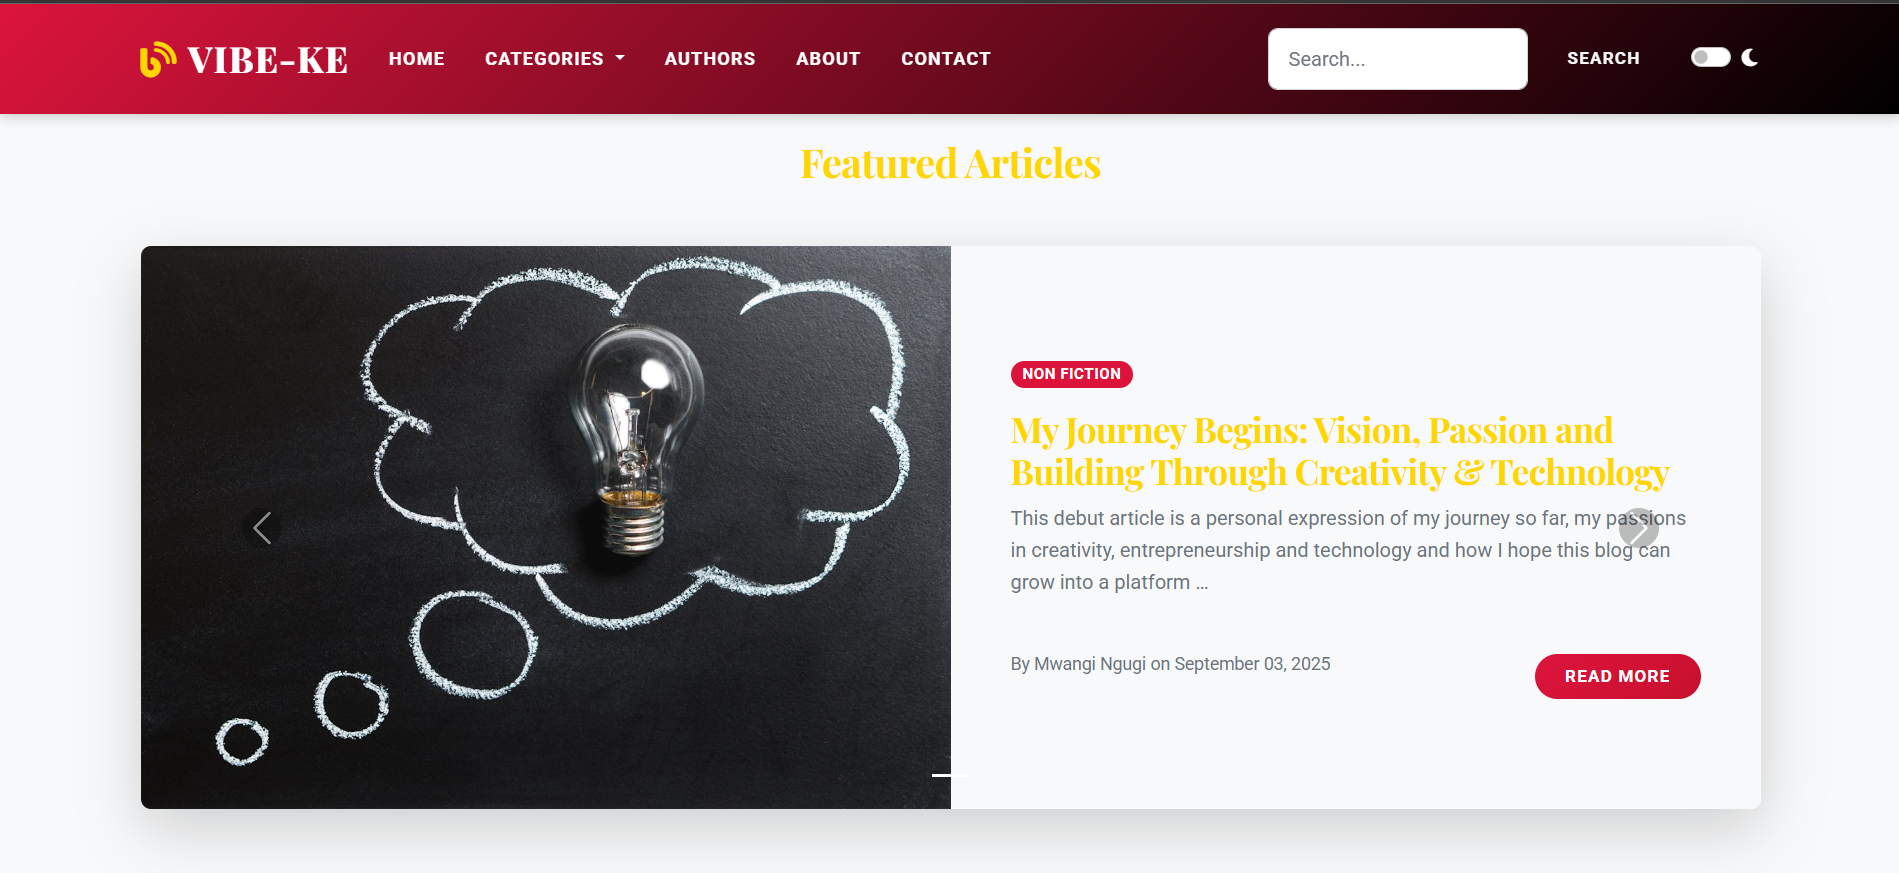 VIBE-KE
HOME CATEGORIES AUTHORS ABOUT CONTACT
Search...
SEARCH
Featured Articles
NON FICTION
My Journey Begins: Vision, Passion and
Building Through Creativity & Technology
This debut article is a personal expression of my journey so far, my passions
in creativity, entrepreneurship and technology and how I hope this blog can
grow into a platform ...
By Mwangi Ngugi on September 03, 2025
READ MORE